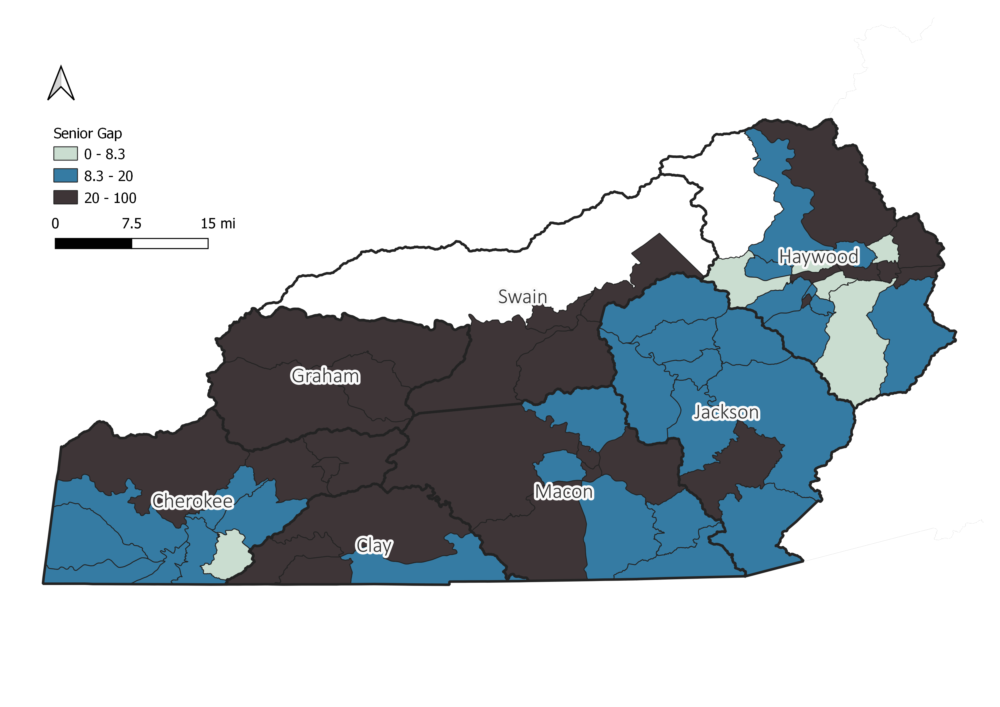 Senior Gap
0 - 8.3
8.3 - 20
20 - 100
0 7.5 15 mi
Haywood
Swain
Graham
Jackson
Macon
Cherokee
Clay